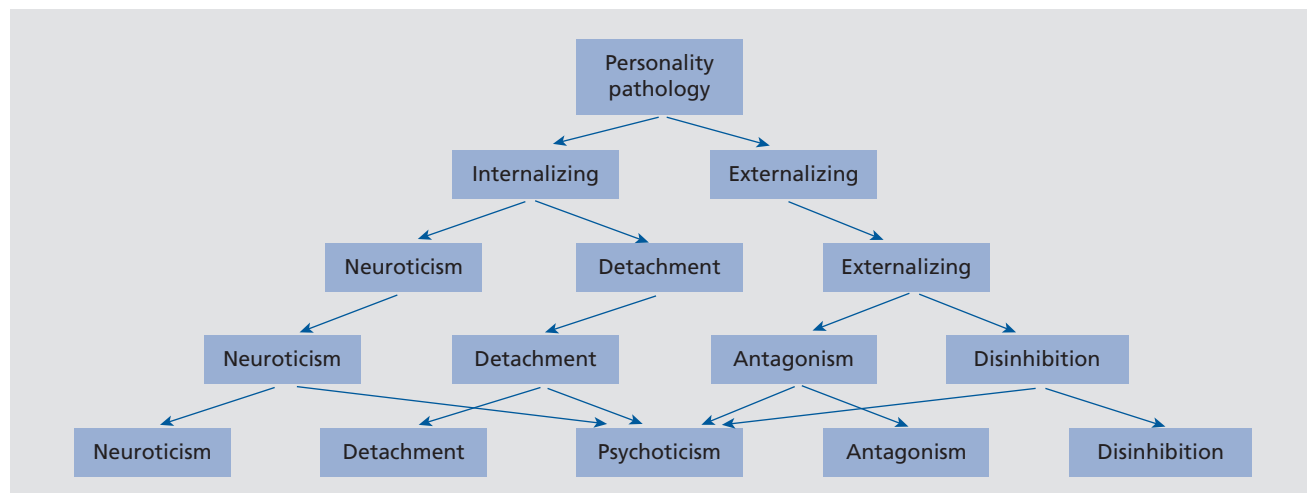 Personality
pathology
Internalizing
Externalizing
Neuroticism
Detachment
Externalizing
Neuroticism
Detachment
Antagonism
Disinhibition
Neuroticism
Detachment
Psychoticism
Antagonism
Disinhibition